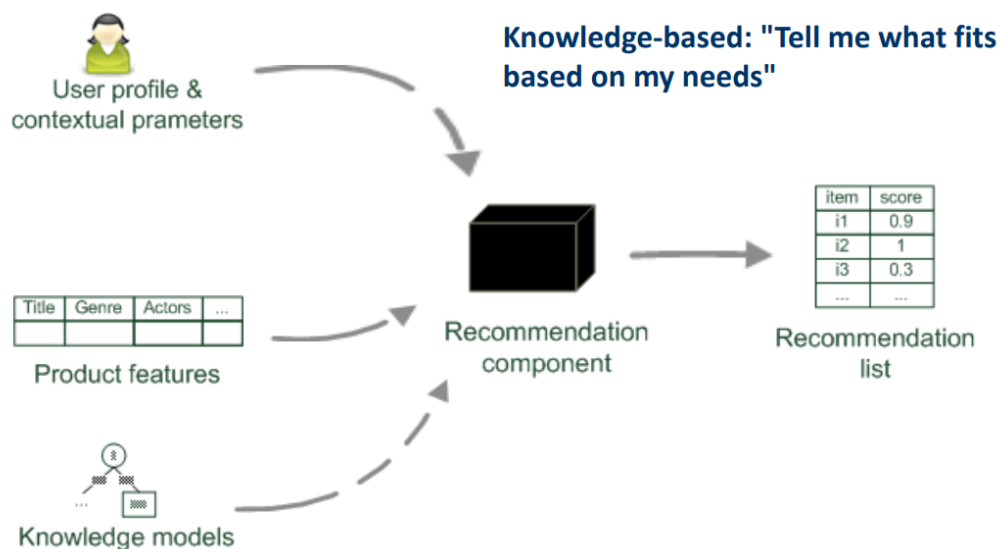 Knowledge-based: "Tell me what fits
based on my needs"
User profile &
contextual prameters
item score
i1 0.9
i2 1
i3 0.3
... ...
Title Genre Actors ...
Product features
Recommendation
component
Recommendation
list
...
Knowledge models